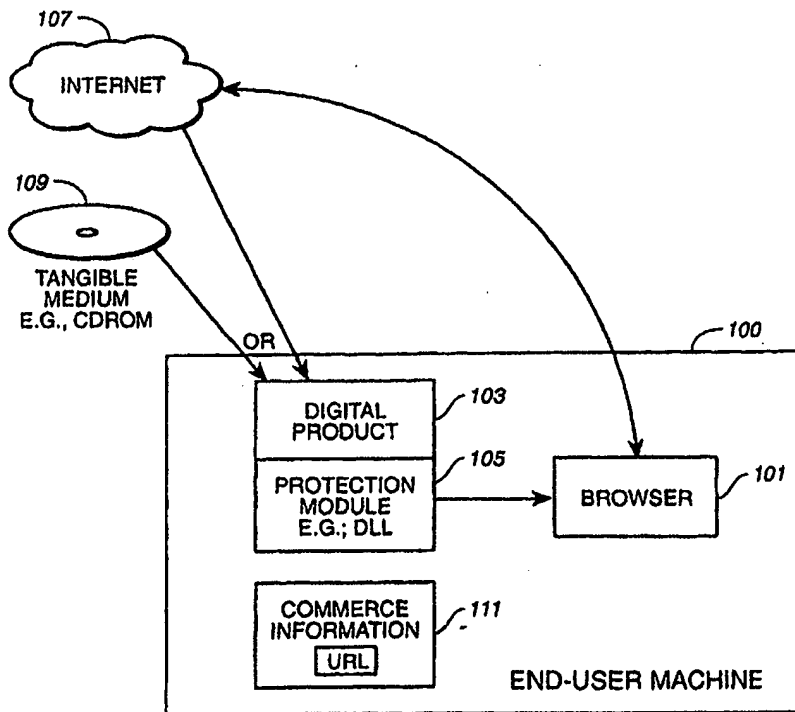 107
INTERNET
109
TANGIBLE
MEDIUM
E.G., CDROM
OR
100
DIGITAL
PRODUCT
103
PROTECTION
MODULE
E.G.; DLL
105
BROWSER
101
COMMERCE
INFORMATION
URL
111
END-USER MACHINE